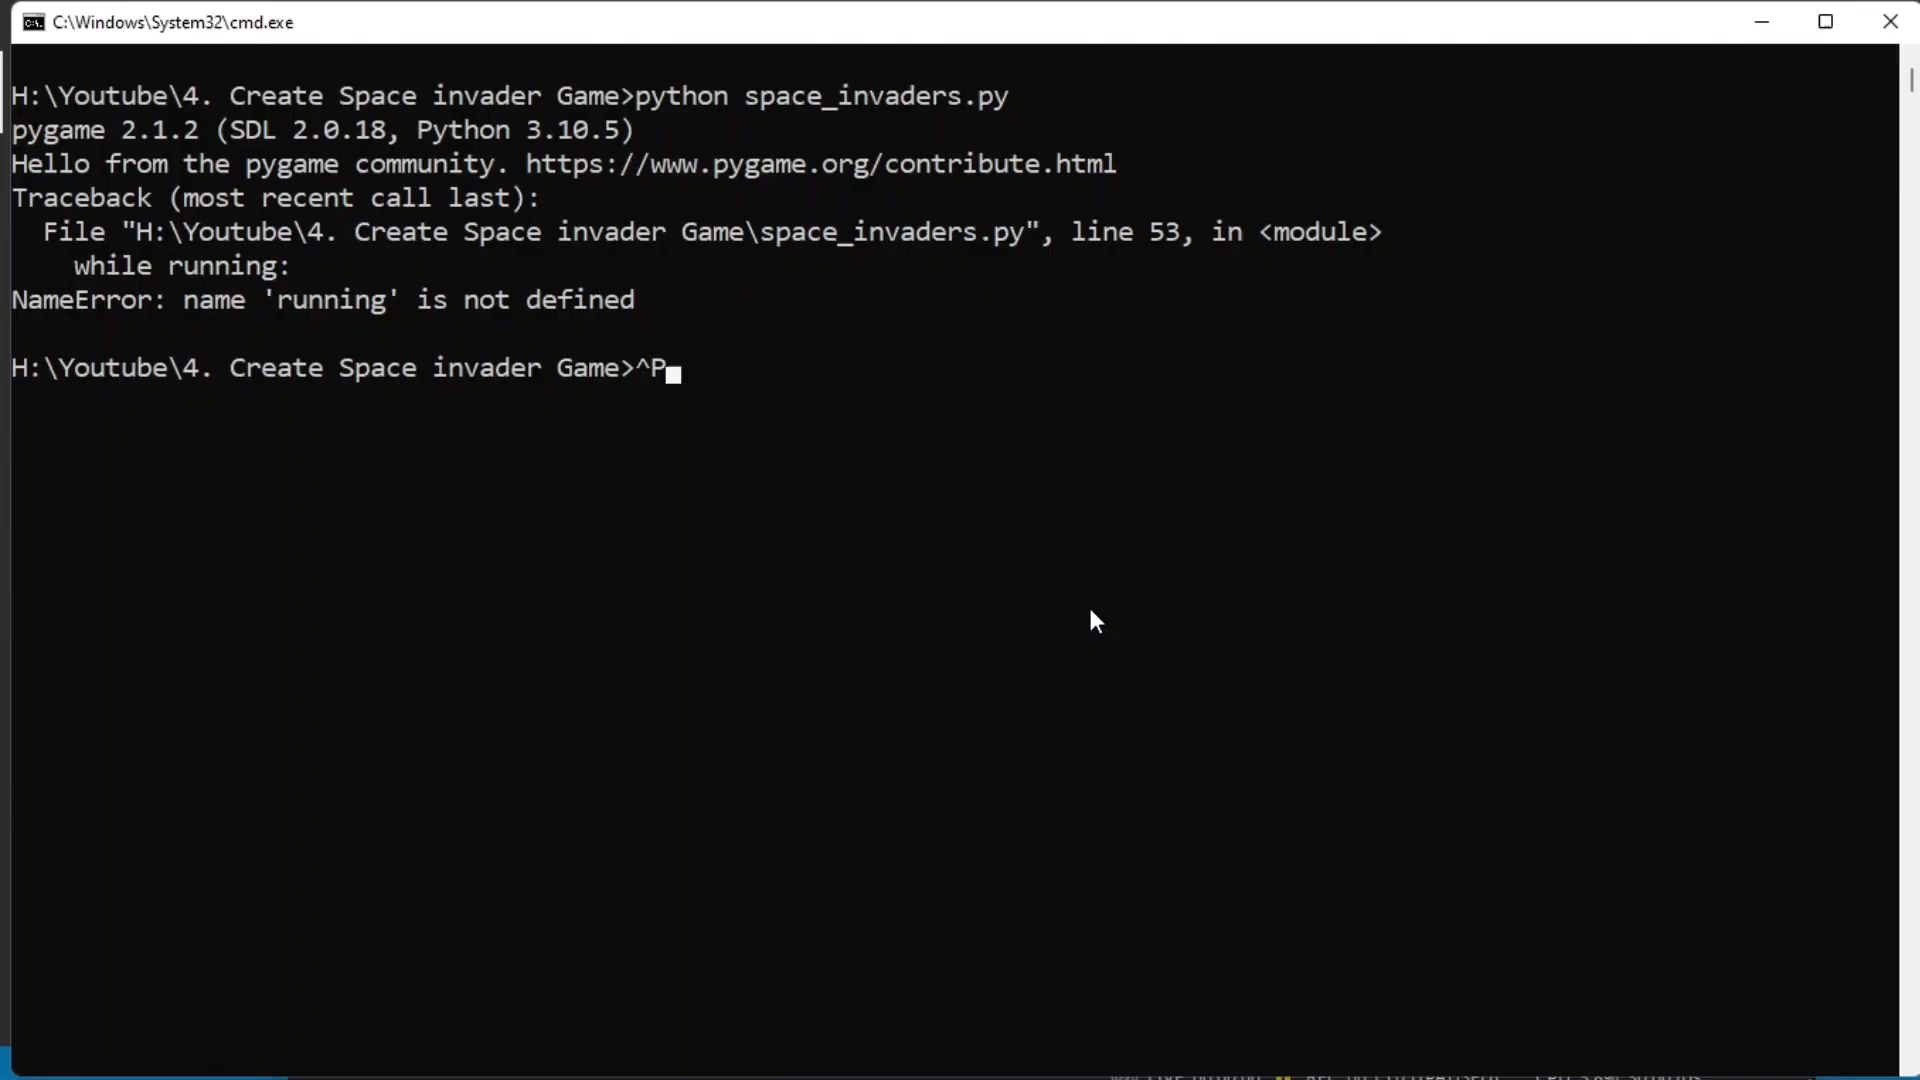 C:\Windows\System32\cmd.exe
H:\Youtube\4. Create Space invader Game>python space_invaders.py
pygame 2.1.2 (SDL 2.0.18, Python 3.10.5)
Hello from the pygame community. https://www.pygame.org/contribute.html
Traceback (most recent call last):
  File "H:\Youtube\4. Create Space invader Game\space_invaders.py", line 53, in <module>
    while running:
NameError: name 'running' is not defined
H:\Youtube\4. Create Space invader Game>^P